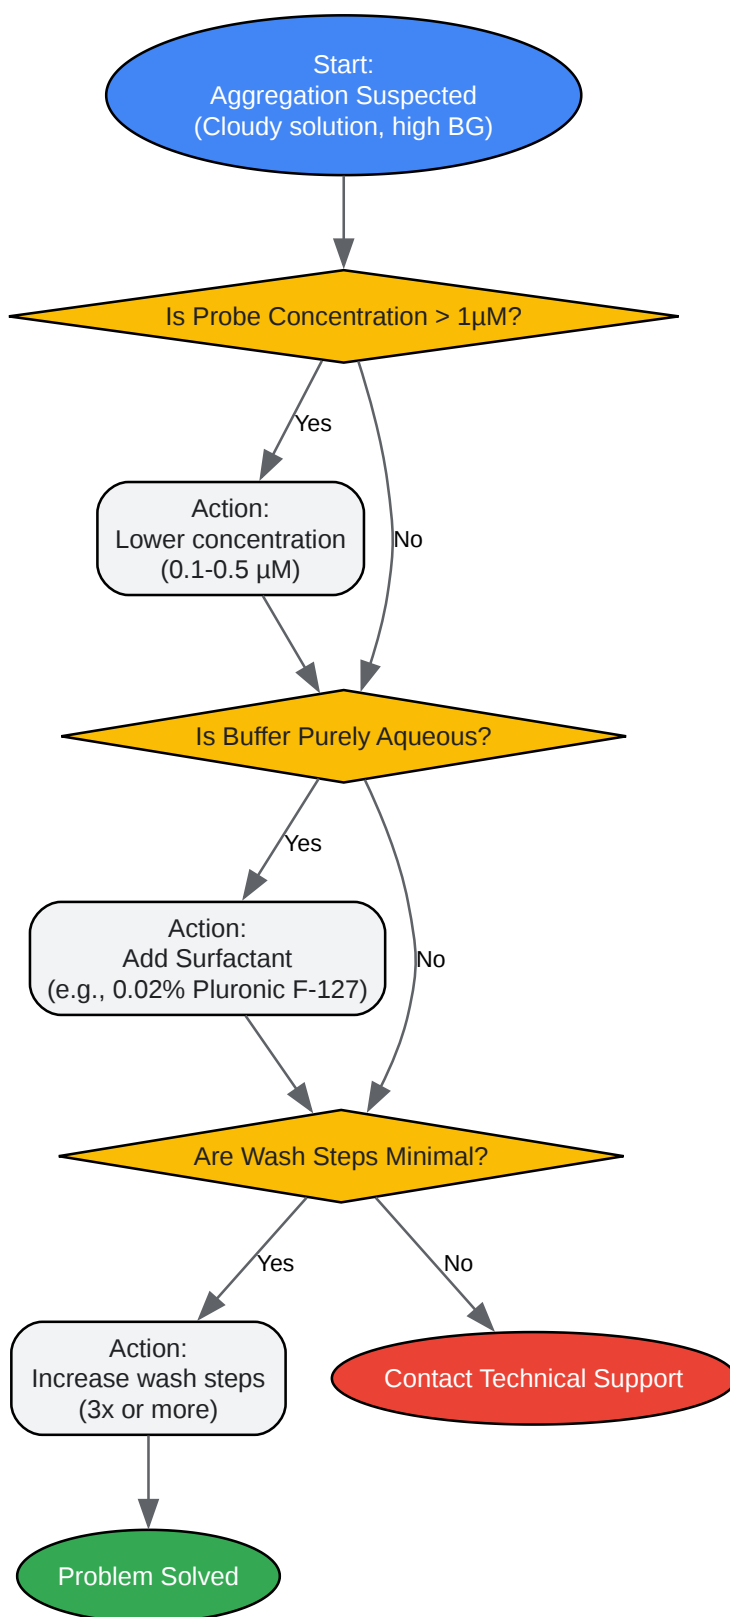 Start:
Aggregation Suspected
(Cloudy solution, high BG)
Is Probe Concentration > 1µM?
Yes
No
Action:
Lower concentration
(0.1-0.5 µM)
Is Buffer Purely Aqueous?
Yes
No
Action:
Add Surfactant
(e.g., 0.02% Pluronic F-127)
Are Wash Steps Minimal?
Yes
No
Action:
Increase wash steps
(3x or more)
Contact Technical Support
Problem Solved